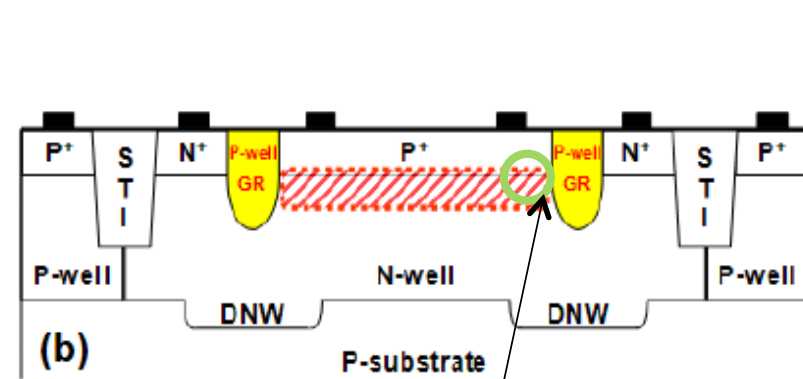 P+
S
T
I
N+
P-well
GR
P+
P-well
GR
N+
S
T
I
P+
P-well
N-well
P-well
DNW
DNW
(b)
P-substrate